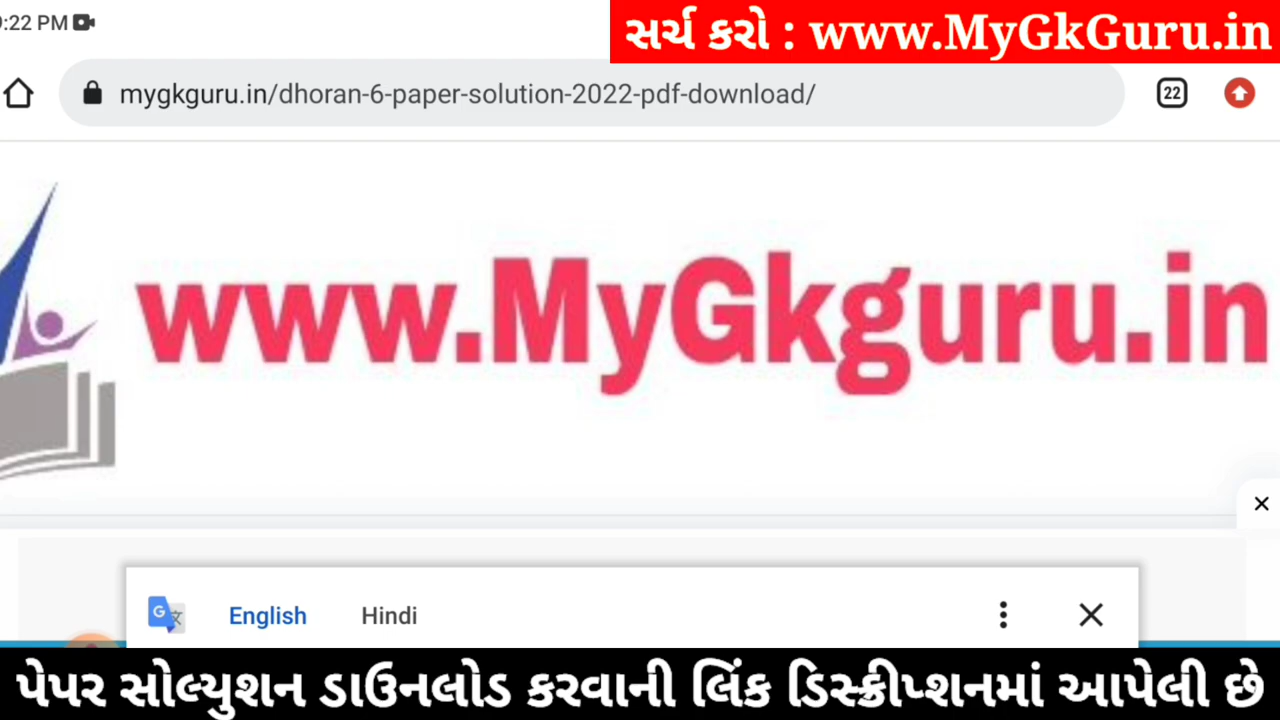 :22 PM
સર્ચ કરો : www.MyGkGuru.in
mygkguru.in/dhoran-6-paper-solution-2022-pdf-download/
22
www.MyGkguru.in
English Hindi
પેપર સોલ્યુશન ડાઉનલોડ કરવાની લિંક ડિસ્ક્રીપ્શનમાં આપેલી છે